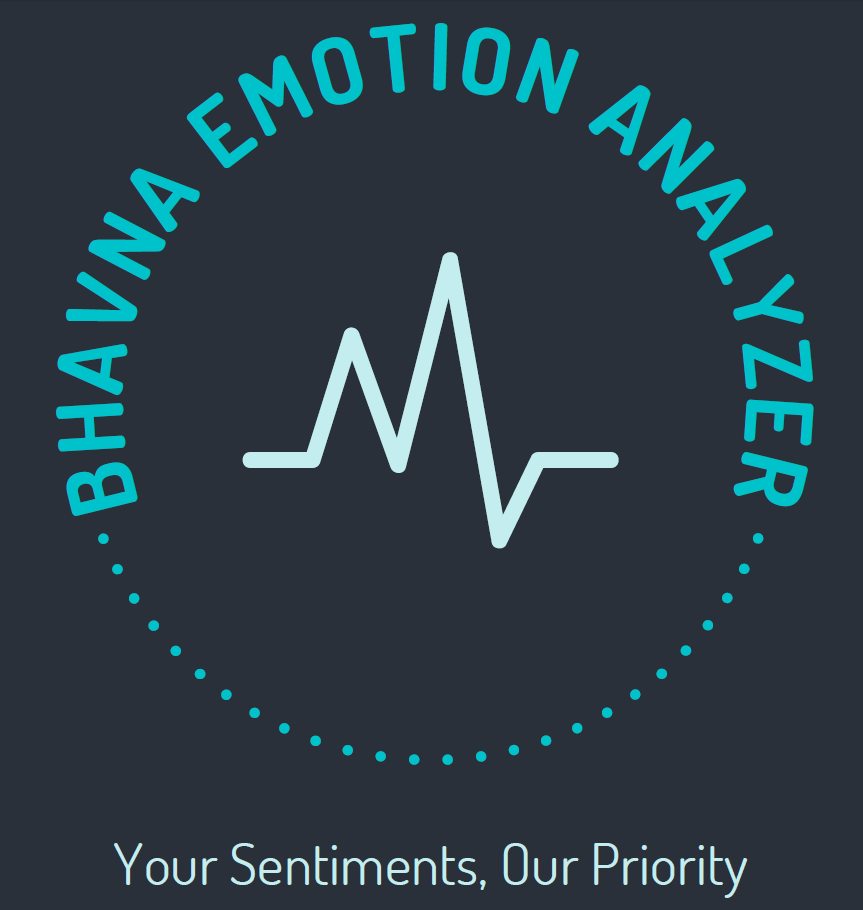 BHAVNA EMOTION ANALYZER
Your Sentiments, Our Priority